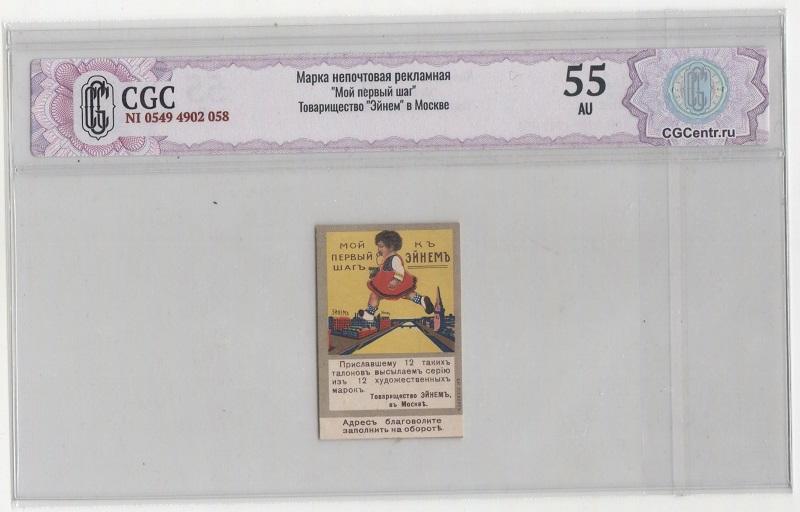 CGC
NI 0549 4902 058
Марка непочтовая рекламная
"Мой первый шаг"
Товарищество "Эйнем" в Москве
55
AU
CGCentr.ru
МОЙ ПЕРВЫЙ ШАГЪ
КЪ ЭЙНЕМЪ
ЭЙНЕМЪ
Приславшему 12 такихъ
талоновъ высылаемъ серію
изъ 12 художественныхъ
марокъ.
Товарищество ЭЙНЕМЪ,
въ Москвѣ.
Адресъ благоволите
заполнить на оборотѣ.